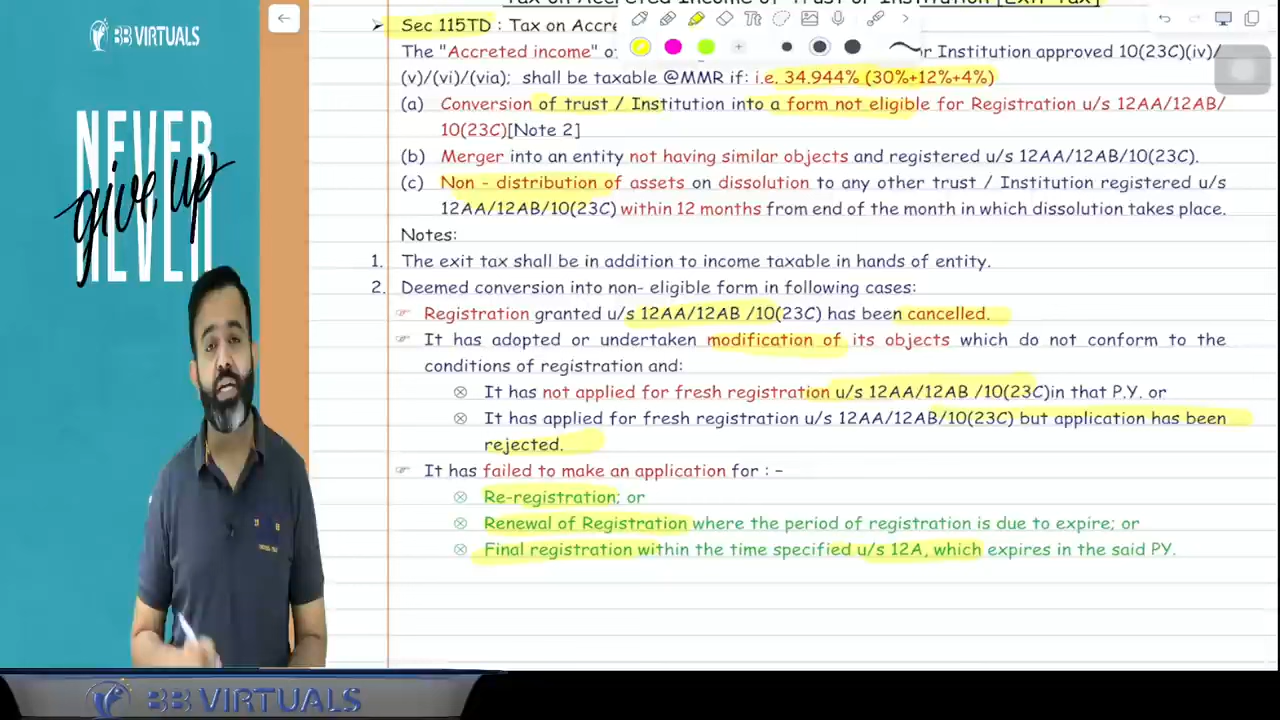 Tax on Accreted Income of Trust or Institution [Exit Tax]
BB VIRTUALS
➤ Sec 115TD : Tax on Accre
The "Accreted income" o or Institution approved 10(23C)(iv)/
(v)/(vi)/(via); shall be taxable @MMR if: i.e. 34.944% (30%+12%+4%)
(a) Conversion of trust / Institution into a form not eligible for Registration u/s 12AA/12AB/
10(23C)[Note 2]
(b) Merger into an entity not having similar objects and registered u/s 12AA/12AB/10(23C).
(c) Non - distribution of assets on dissolution to any other trust / Institution registered u/s
12AA/12AB/10(23C) within 12 months from end of the month in which dissolution takes place.
Notes:
1. The exit tax shall be in addition to income taxable in hands of entity.
2. Deemed conversion into non- eligible form in following cases:
☞ Registration granted u/s 12AA/12AB /10(23C) has been cancelled.
☞ It has adopted or undertaken modification of its objects which do not conform to the
conditions of registration and:
⊗ It has not applied for fresh registration u/s 12AA/12AB /10(23C)in that P.Y. or
⊗ It has applied for fresh registration u/s 12AA/12AB/10(23C) but application has been
rejected.
☞ It has failed to make an application for : –
⊗ Re-registration; or
⊗ Renewal of Registration where the period of registration is due to expire; or
⊗ Final registration within the time specified u/s 12A, which expires in the said PY.
NEVER
give up
NEVER
BB VIRTUALS